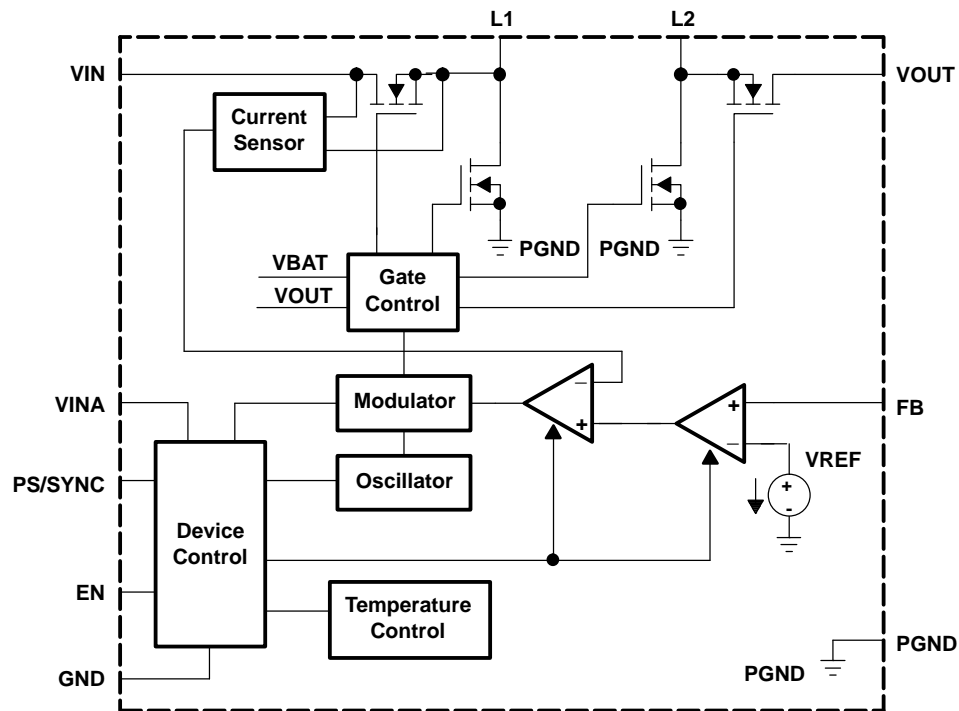 L1
L2
VIN
VOUT
Current
Sensor
PGND
PGND
VBAT
VOUT
Gate
Control
VINA
Modulator
–
+
+
–
FB
VREF
PS/SYNC
Oscillator
+
-
Device
Control
EN
Temperature
Control
PGND
PGND
GND